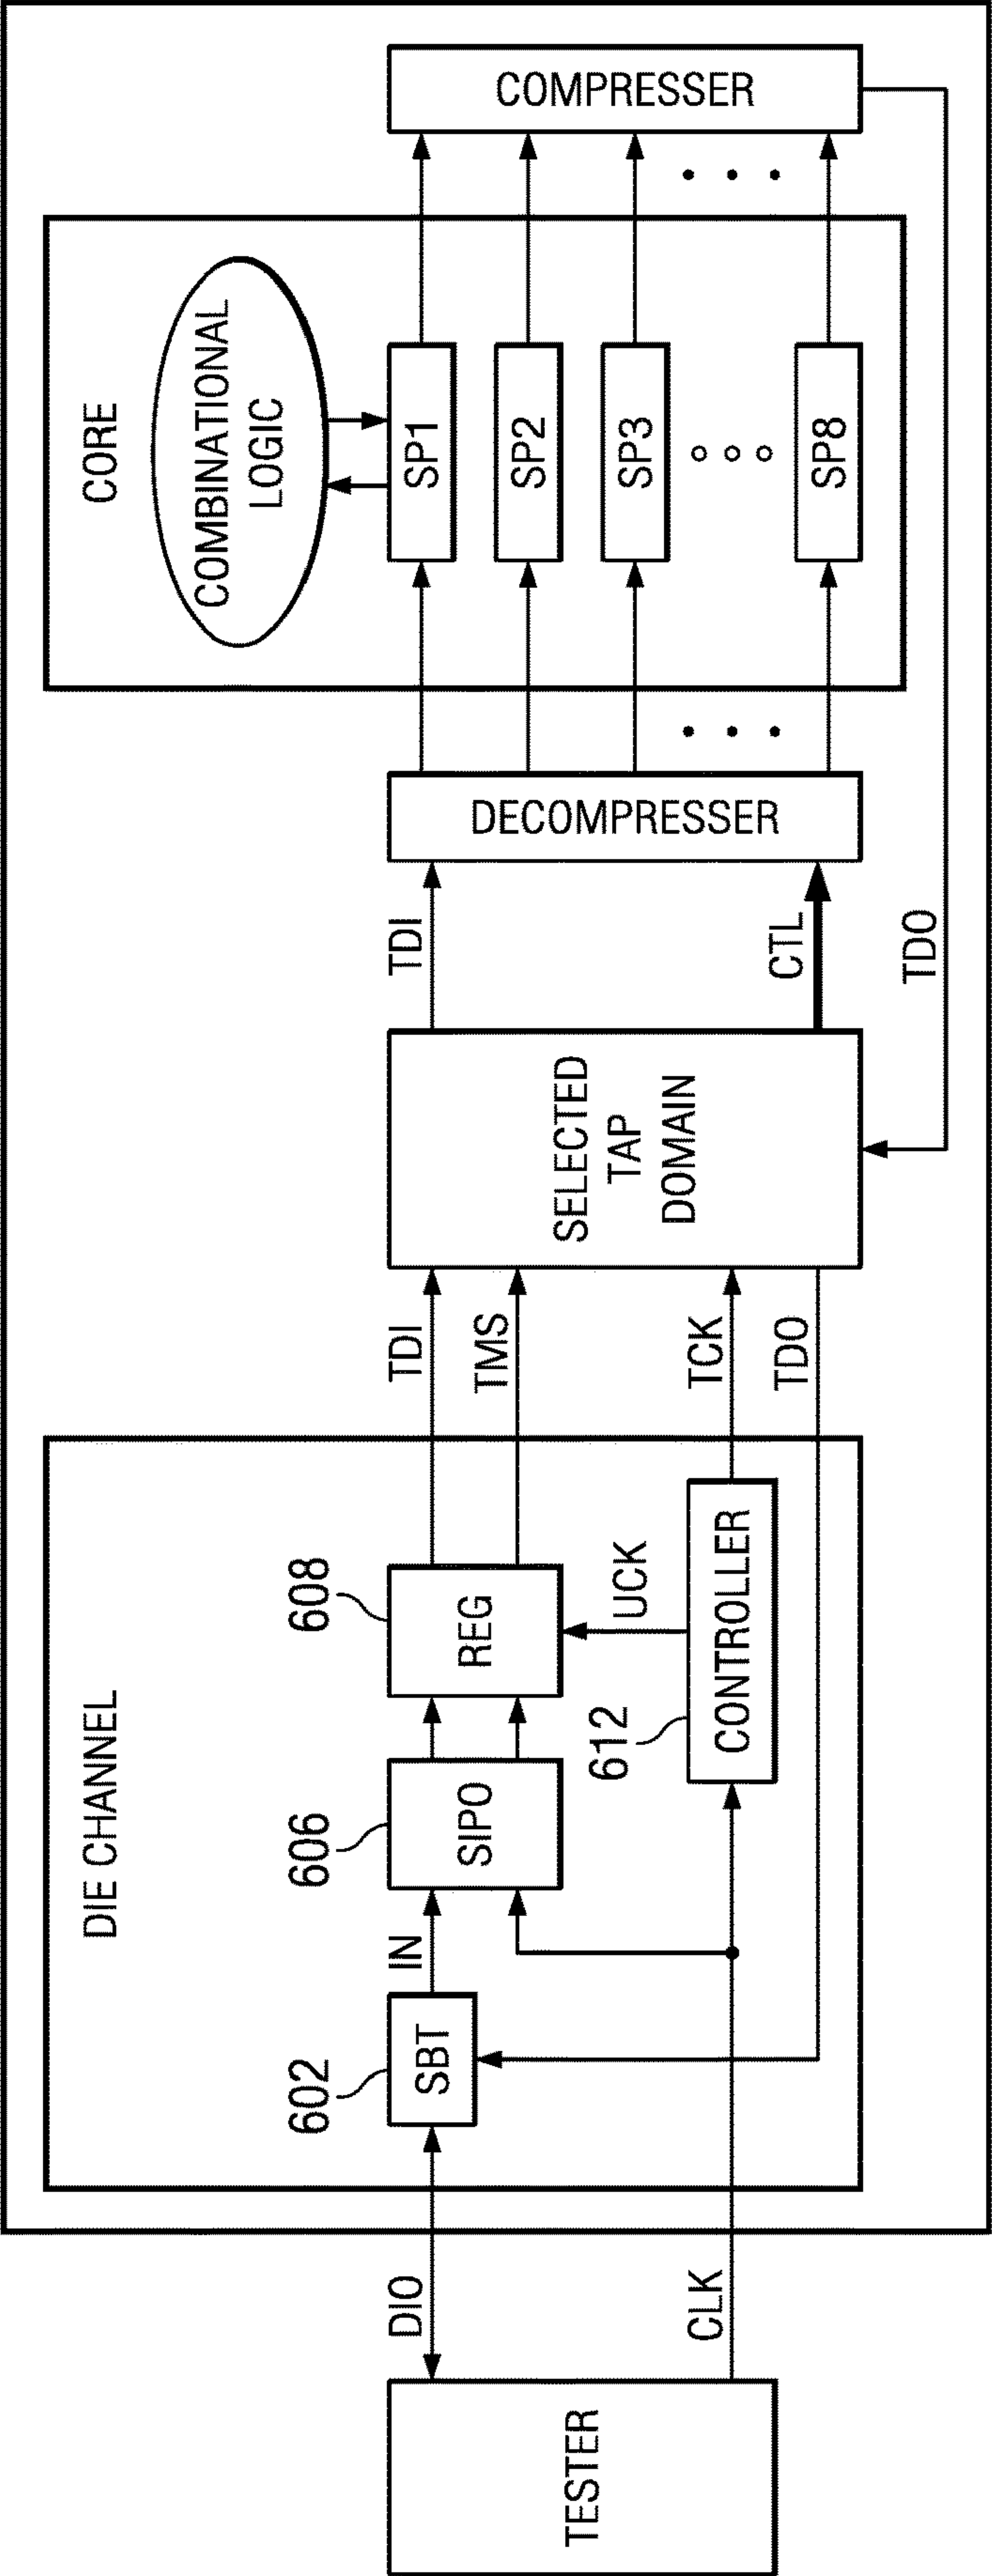 TESTER
DIO
CLK
DIE CHANNEL
602
SBT
IN
606
SIPO
608
REG
UCK
612
CONTROLLER
TDI
TMS
TCK
TDO
SELECTED
TAP
DOMAIN
TDI
CTL
TDO
DECOMPRESSER
CORE
COMBINATIONAL
LOGIC
SP1
SP2
SP3
SP8
COMPRESSER